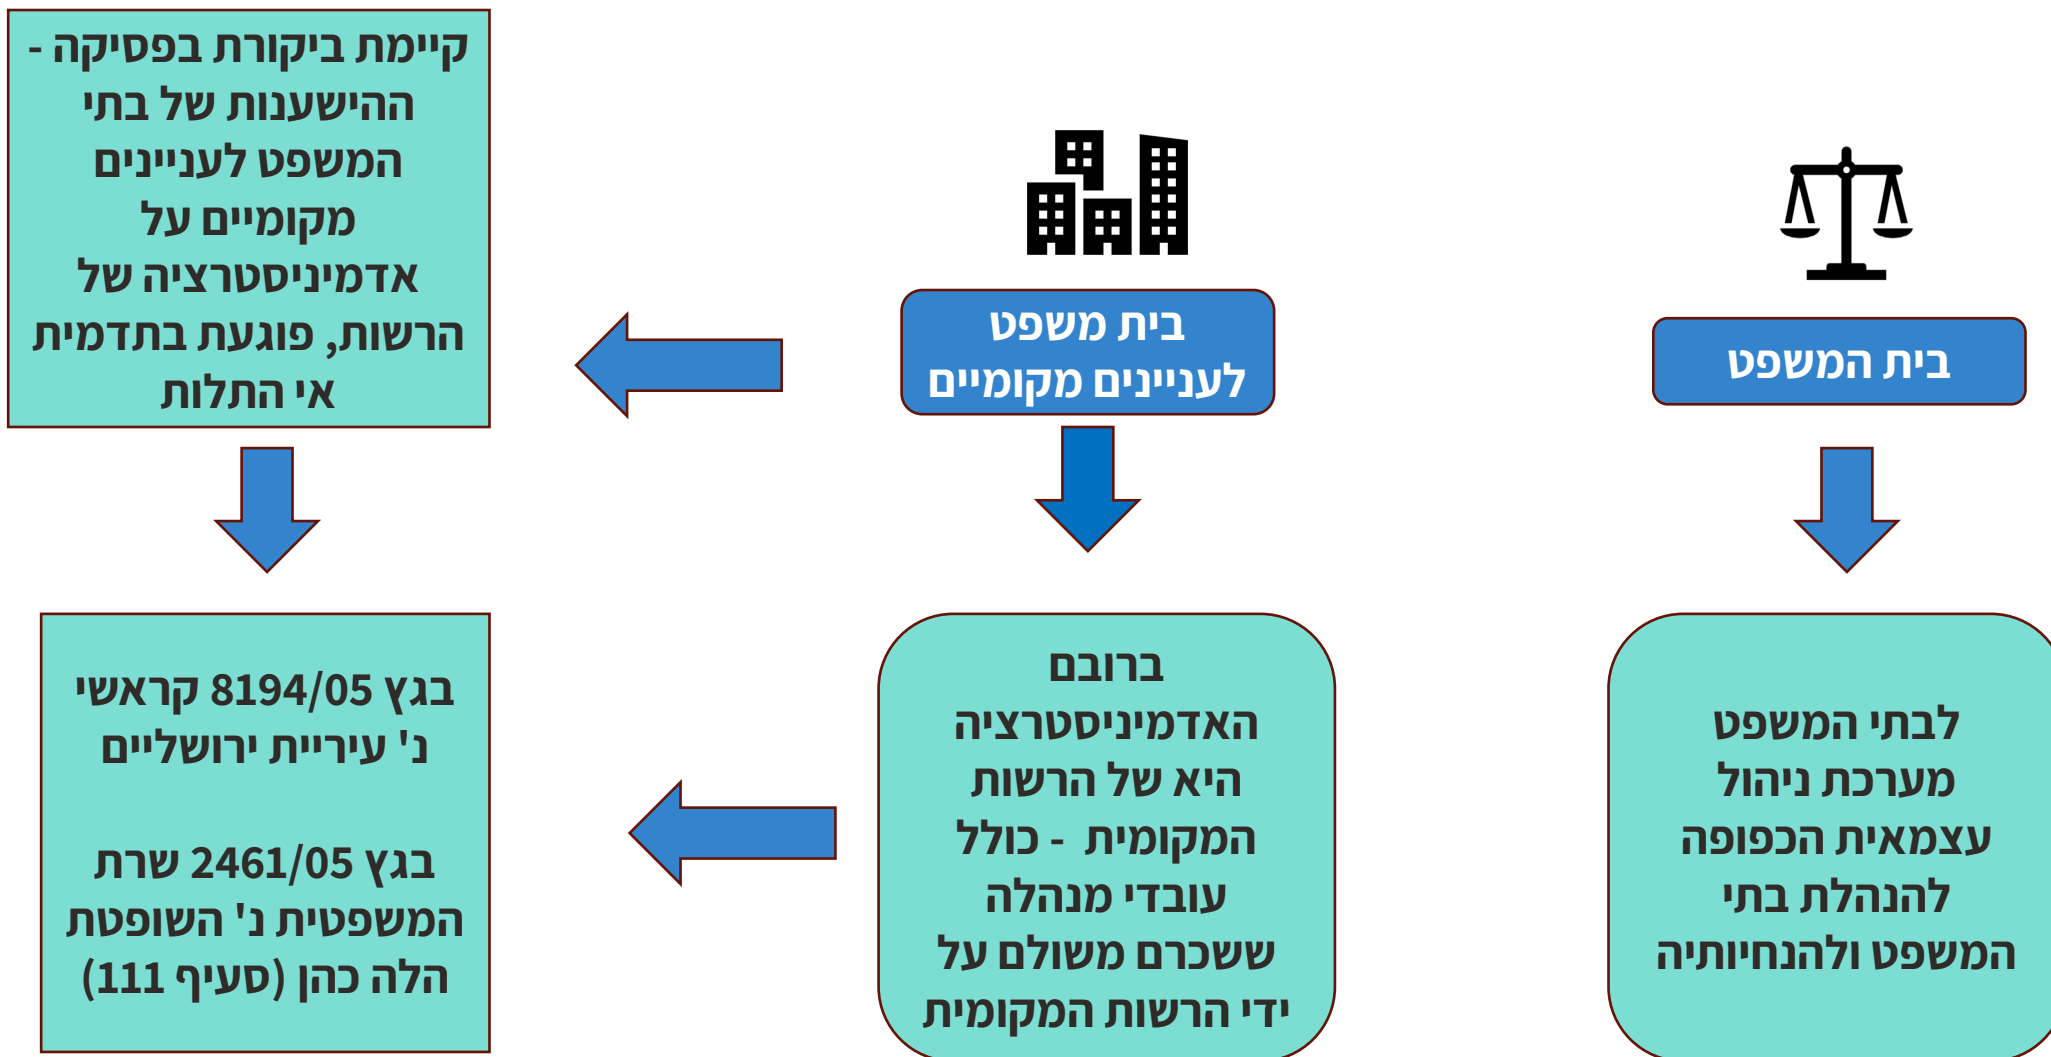 בית המשפט
לבתי המשפט
מערכת ניהול
עצמאית הכפופה
להנהלת בתי
המשפט ולהנחיותיה
בית משפט
לעניינים מקומיים
ברובם
האדמיניסטרציה
היא של הרשות
המקומית - כולל
עובדי מנהלה
ששכרם משולם על
ידי הרשות המקומית
קיימת ביקורת בפסיקה -
ההישענות של בתי
המשפט לעניינים
מקומיים על
אדמיניסטרציה של
הרשות, פוגעת בתדמית
אי התלות
בגץ 8194/05 קראשי
נ' עיריית ירושליים
בגץ 2461/05 שרת
המשפטית נ' השופטת
הלה כהן (סעיף 111)